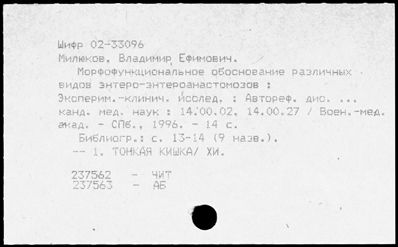 Шифр 02-33096
Милюков, Владимир Ефимович.
Морфофункциональное обоснование различных
видов энтеро-энтероанастомозов :
Эксперим.-клинич. исслед. : Автореф. дис. ...
канд. мед. наук : 14.00.02, 14.00.27 / Воен.-мед.
акад. - СПб., 1996. - 14 с.
Библиогр.: с. 13-14 (9 назв.).
-- 1. ТОНКАЯ КИШКА/ ХИ.
237562 - ЧИТ
237563 - АБ